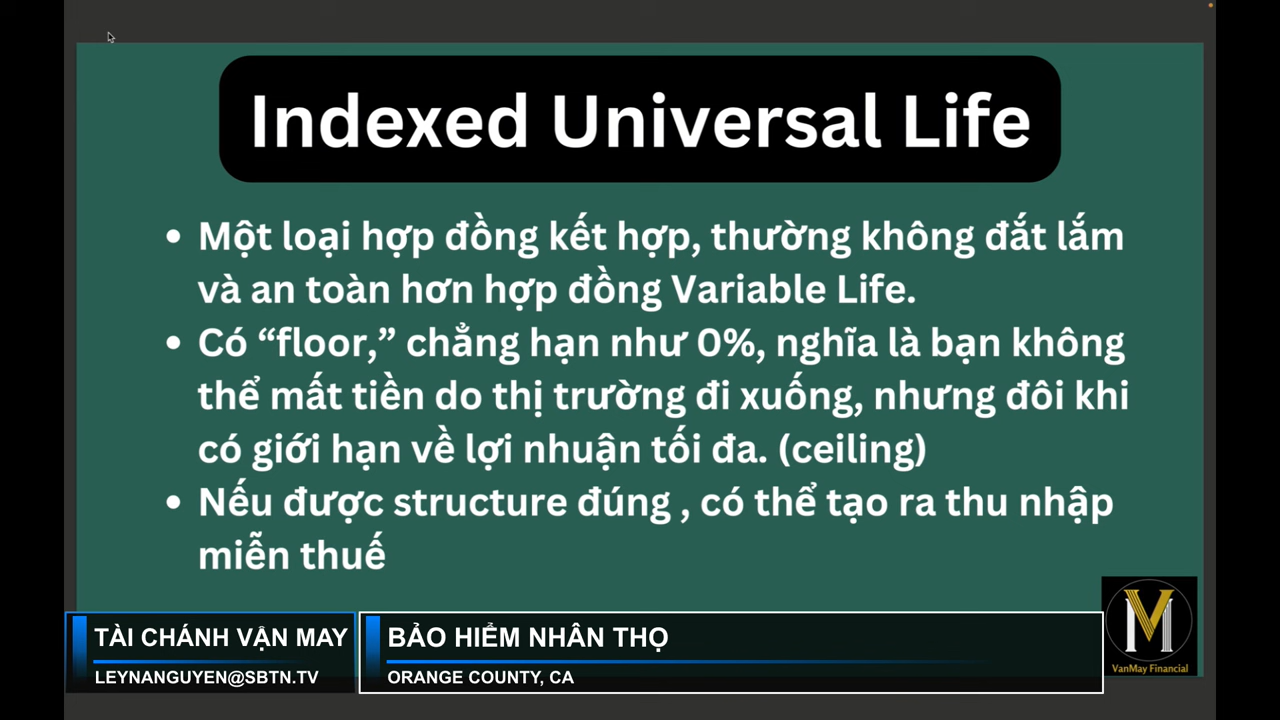 Indexed Universal Life
• Một loại hợp đồng kết hợp, thường không đắt lắm
và an toàn hơn hợp đồng Variable Life.
• Có “floor,” chẳng hạn như 0%, nghĩa là bạn không
thể mất tiền do thị trường đi xuống, nhưng đôi khi
có giới hạn về lợi nhuận tối đa. (ceiling)
• Nếu được structure đúng , có thể tạo ra thu nhập
miễn thuế
VM
VanMay Financial
TÀI CHÁNH VẬN MAY
LEYNANGUYEN@SBTN.TV
BẢO HIỂM NHÂN THỌ
ORANGE COUNTY, CA